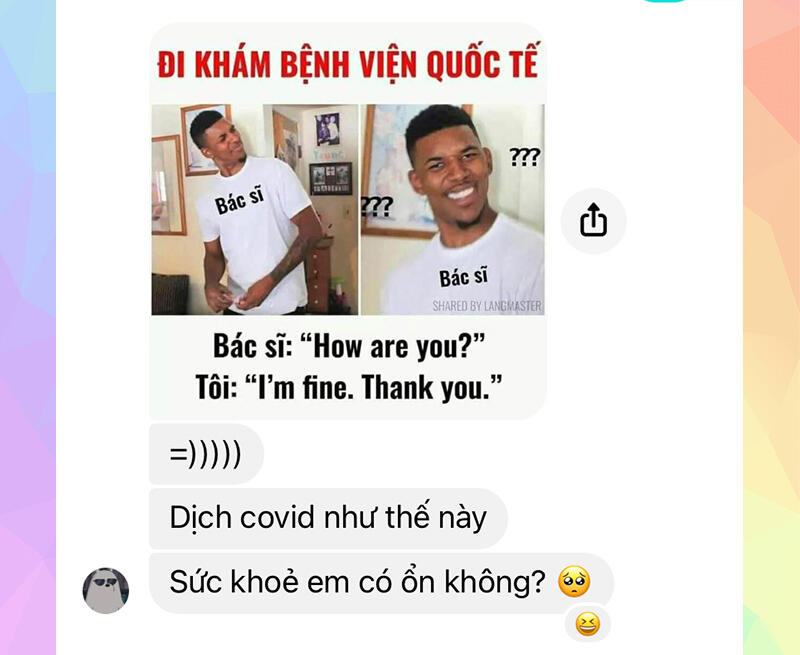 ĐI KHÁM BỆNH VIỆN QUỐC TẾ
Bác sĩ
???
???
Bác sĩ
SHARED BY LANGMASTER
Bác sĩ: “How are you?”
Tôi: “I’m fine. Thank you.”
=)))))
Dịch covid như thế này
Sức khoẻ em có ổn không? 🥺
😆